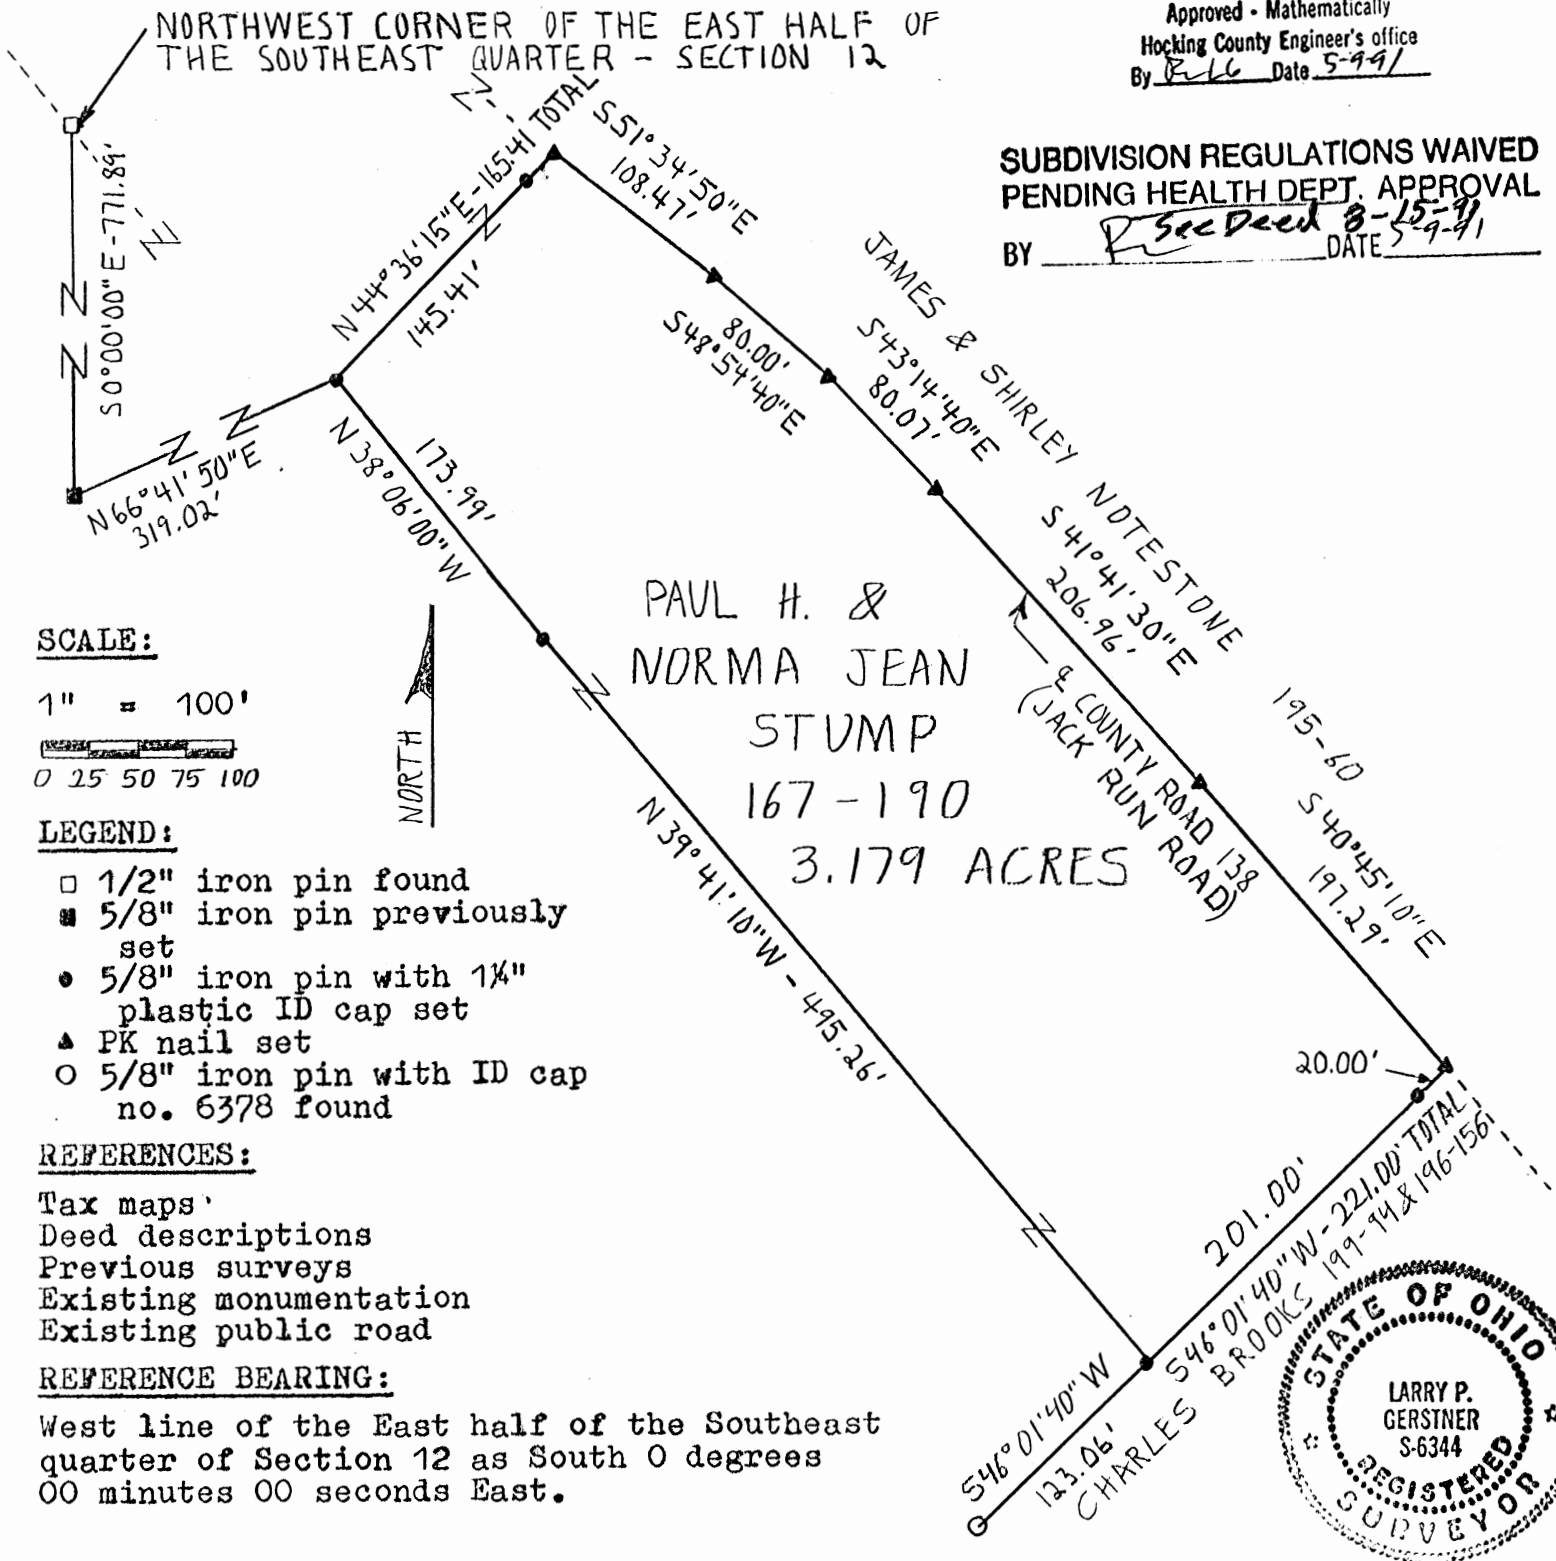 NORTHWEST CORNER OF THE EAST HALF OF
THE SOUTHEAST QUARTER - SECTION 12
Approved - Mathematically
Hocking County Engineer's office
By Date 5-9-91
SUBDIVISION REGULATIONS WAIVED
PENDING HEALTH DEPT. APPROVAL
See Deed 3-15-91
BY DATE 5-9-91
S 0°00'00"E-771.89'
N 66°41'50"E
319.02'
N 44°36'15"E-165.41 TOTAL
145.41'
S51°34'50"E
108.47'
80.00'
S48°54'40"E
S43°14'40"E
80.07'
JAMES & SHIRLEY NOTESTONE
195-60
S 41°41'30"E
206.96'
℄ COUNTY ROAD 138
(JACK RUN ROAD)
S 40°45'10"E
197.29'
173.99'
N 38°06'00"W
PAUL H. &
NORMA JEAN
STUMP
167-190
3.179 ACRES
N 39°41'10"W - 495.26'
20.00'
201.00'
S46°01'40"W - 221.00' TOTAL
CHARLES BROOKS 199-94 & 196-156
S46°01'40"W
123.06'
SCALE:
1" = 100'
0 25 50 75 100
NORTH
LEGEND:
□ 1/2" iron pin found
■ 5/8" iron pin previously
set
● 5/8" iron pin with 1¼"
plastic ID cap set
▲ PK nail set
○ 5/8" iron pin with ID cap
no. 6378 found
REFERENCES:
Tax maps
Deed descriptions
Previous surveys
Existing monumentation
Existing public road
REFERENCE BEARING:
West line of the East half of the Southeast
quarter of Section 12 as South 0 degrees
00 minutes 00 seconds East.
STATE OF OHIO
LARRY P.
GERSTNER
S-6344
REGISTERED
SURVEYOR